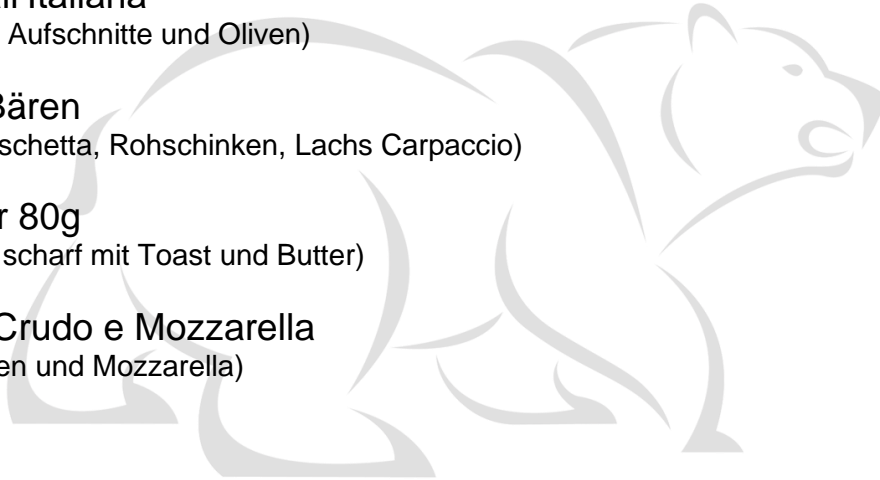 all'Italiana
Aufschnitte und Oliven)
Bären
schetta, Rohschinken, Lachs Carpaccio)
r 80g
scharf mit Toast und Butter)
Crudo e Mozzarella
en und Mozzarella)